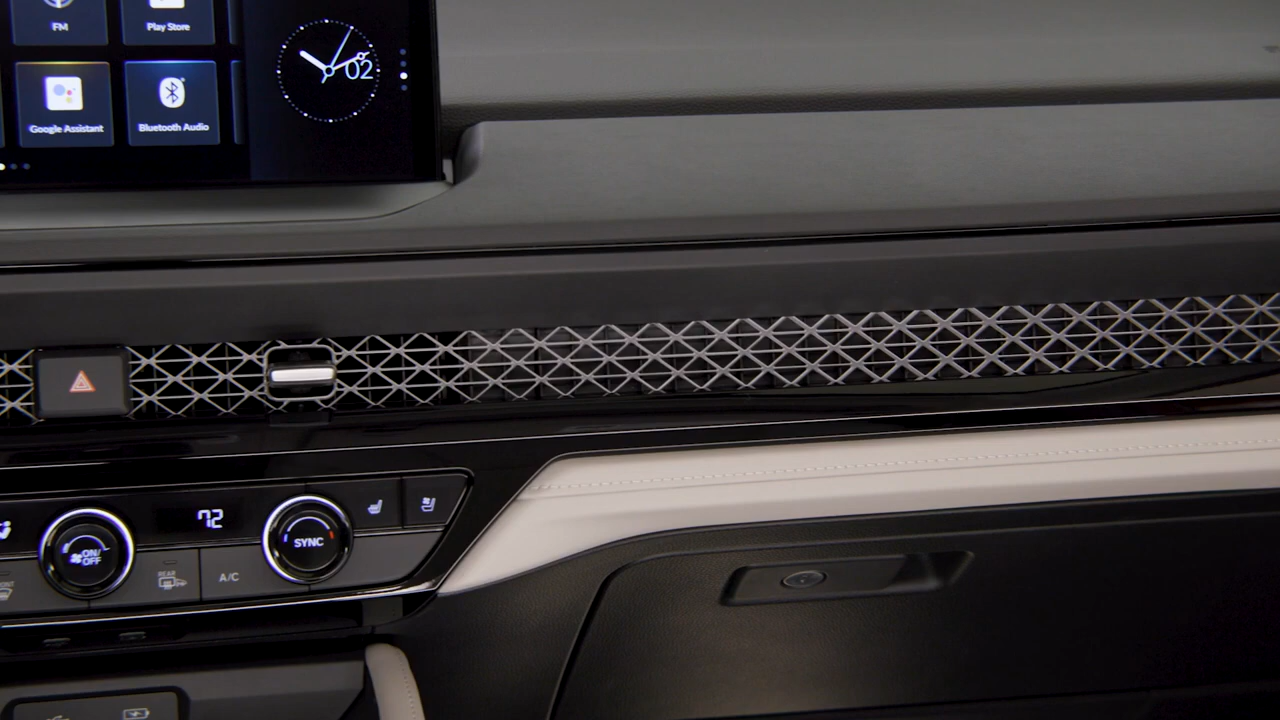 FM
Play Store
02
Google Assistant
Bluetooth Audio
72
ON/
OFF
SYNC
REAR
A/C